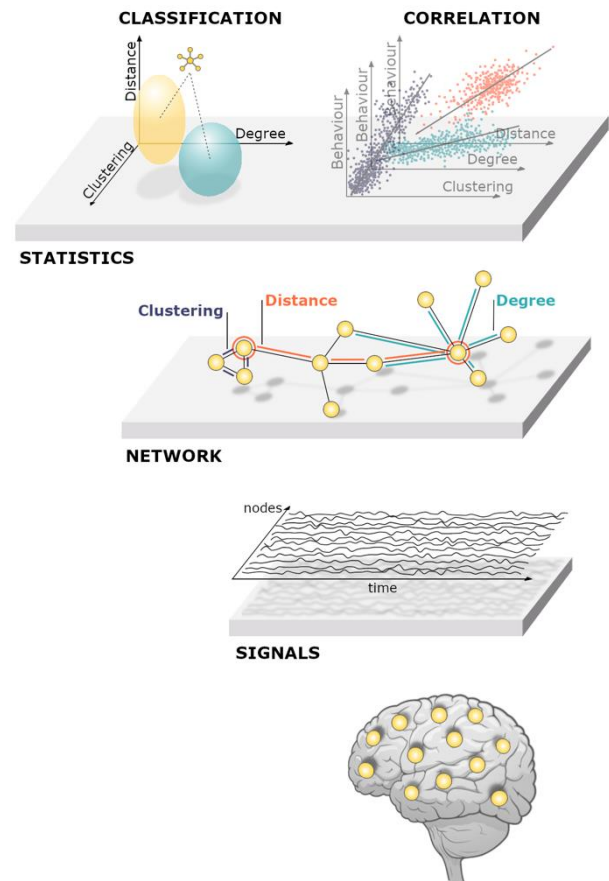 CLASSIFICATION
CORRELATION
Distance
Degree
Clustering
Behaviour
Behaviour
Behaviour
Distance
Degree
Clustering
STATISTICS
Clustering
Distance
Degree
NETWORK
nodes
time
SIGNALS